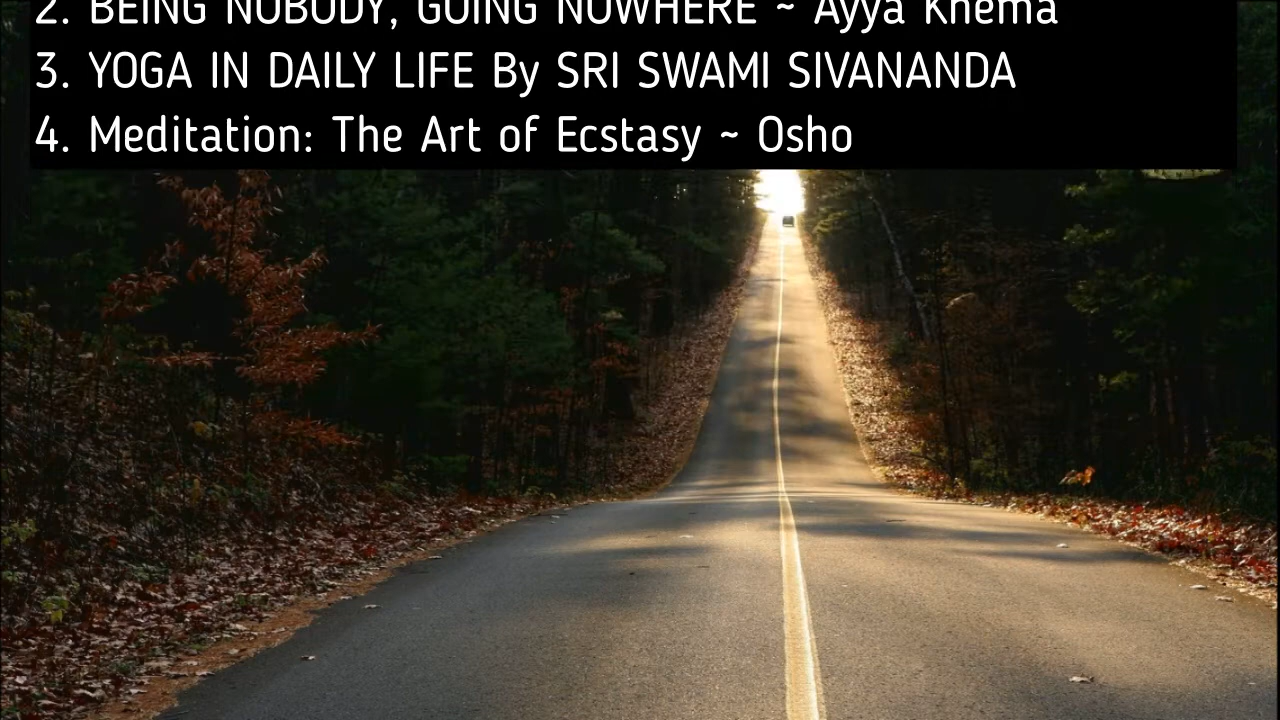 2. BEING NOBODY, GOING NOWHERE ~ Ayya Khema
3. YOGA IN DAILY LIFE By SRI SWAMI SIVANANDA
4. Meditation: The Art of Ecstasy ~ Osho